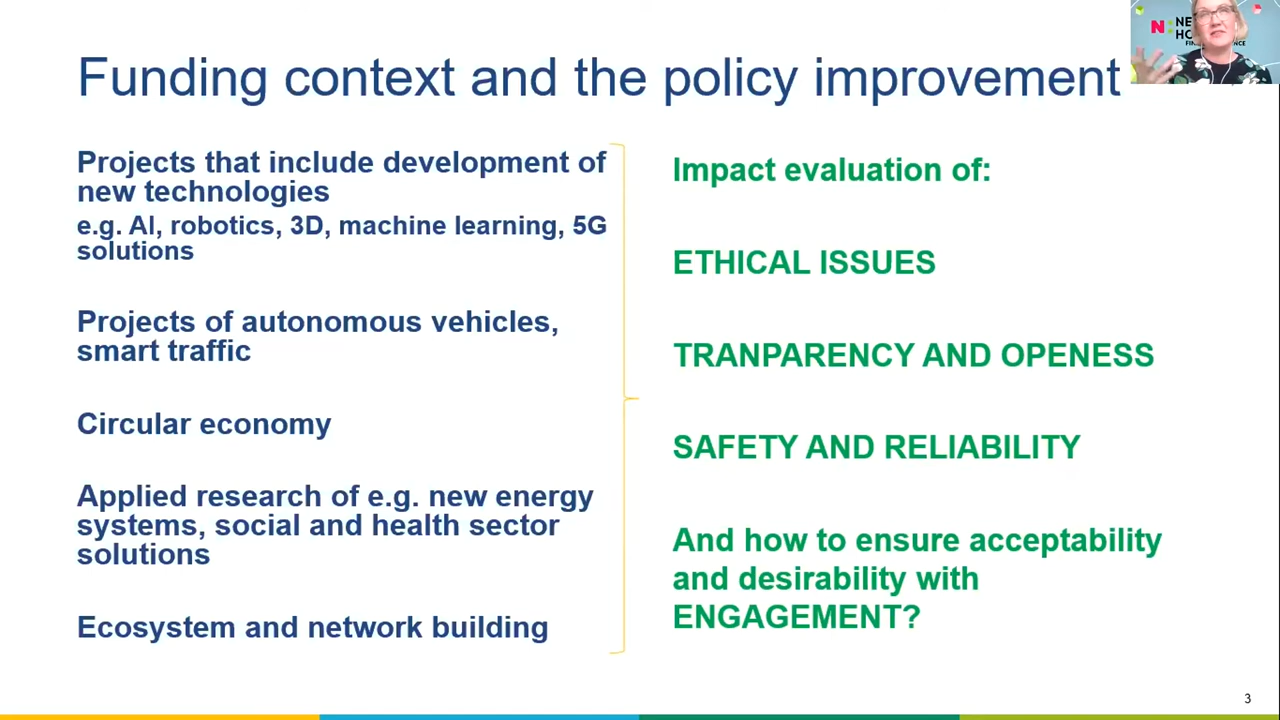 Funding context and the policy improvement
Projects that include development of
new technologies
e.g. AI, robotics, 3D, machine learning, 5G
solutions
Projects of autonomous vehicles,
smart traffic
Circular economy
Applied research of e.g. new energy
systems, social and health sector
solutions
Ecosystem and network building
Impact evaluation of:
ETHICAL ISSUES
TRANPARENCY AND OPENESS
SAFETY AND RELIABILITY
And how to ensure acceptability
and desirability with
ENGAGEMENT?
3